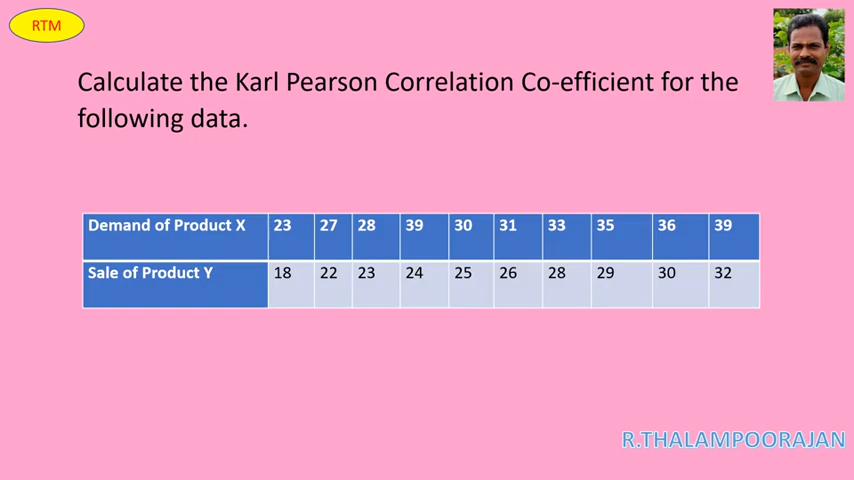 RTM
Calculate the Karl Pearson Correlation Co-efficient for the
following data.
Demand of Product X 23 27 28 39 30 31 33 35 36 39
Sale of Product Y 18 22 23 24 25 26 28 29 30 32
R.THALAMPOORAJAN